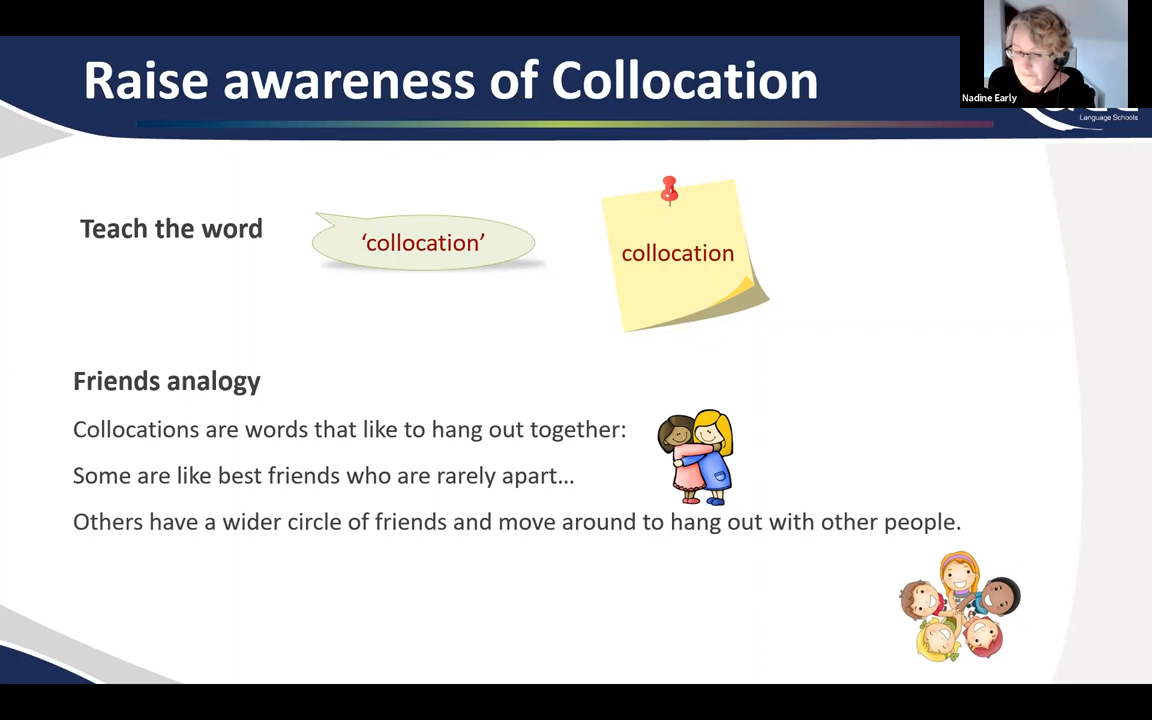 Raise awareness of Collocation
Nadine Early
Language Schools
Teach the word
‘collocation’
collocation
Friends analogy
Collocations are words that like to hang out together:
Some are like best friends who are rarely apart…
Others have a wider circle of friends and move around to hang out with other people.